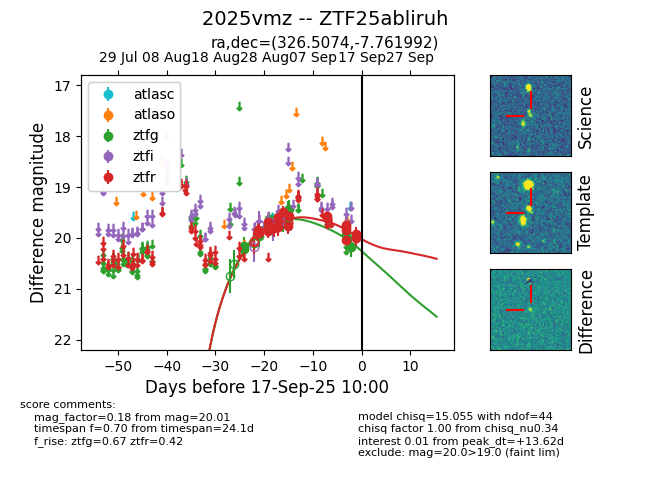 2025vmz -- ZTF25abliruh
ra,dec=(326.5074,-7.761992)
29 Jul 08 Aug18 Aug28 Aug07 Sep17 Sep27 Sep
17
18
19
20
21
22
Difference magnitude
atlasc
atlaso
ztfg
ztfi
ztfr
−50 −40 −30 −20 −10 0 10
Days before 17-Sep-25 10:00
Science
Template
Difference
score comments:
mag_factor=0.18 from mag=20.01
timespan f=0.70 from timespan=24.1d
f_rise: ztfg=0.67 ztfr=0.42
model chisq=15.055 with ndof=44
chisq factor 1.00 from chisq_nu0.34
interest 0.01 from peak_dt=+13.62d
exclude: mag=20.0>19.0 (faint lim)